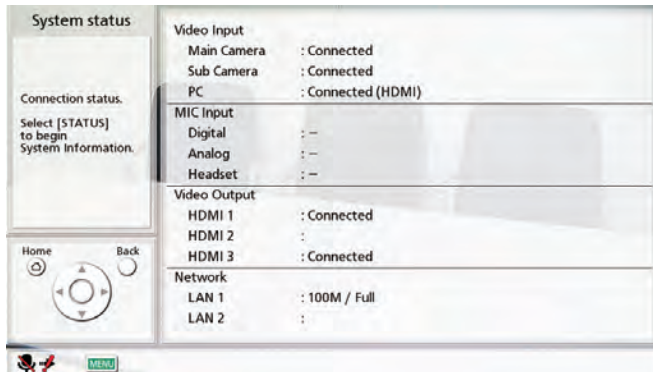 System status
Connection status.
Select [STATUS]
to begin
System Information.
Home
Back
Video Input
Main Camera : Connected
Sub Camera : Connected
PC : Connected (HDMI)
MIC Input
Digital : –
Analog : –
Headset : –
Video Output
HDMI 1 : Connected
HDMI 2 :
HDMI 3 : Connected
Network
LAN 1 : 100M / Full
LAN 2 :
MENU